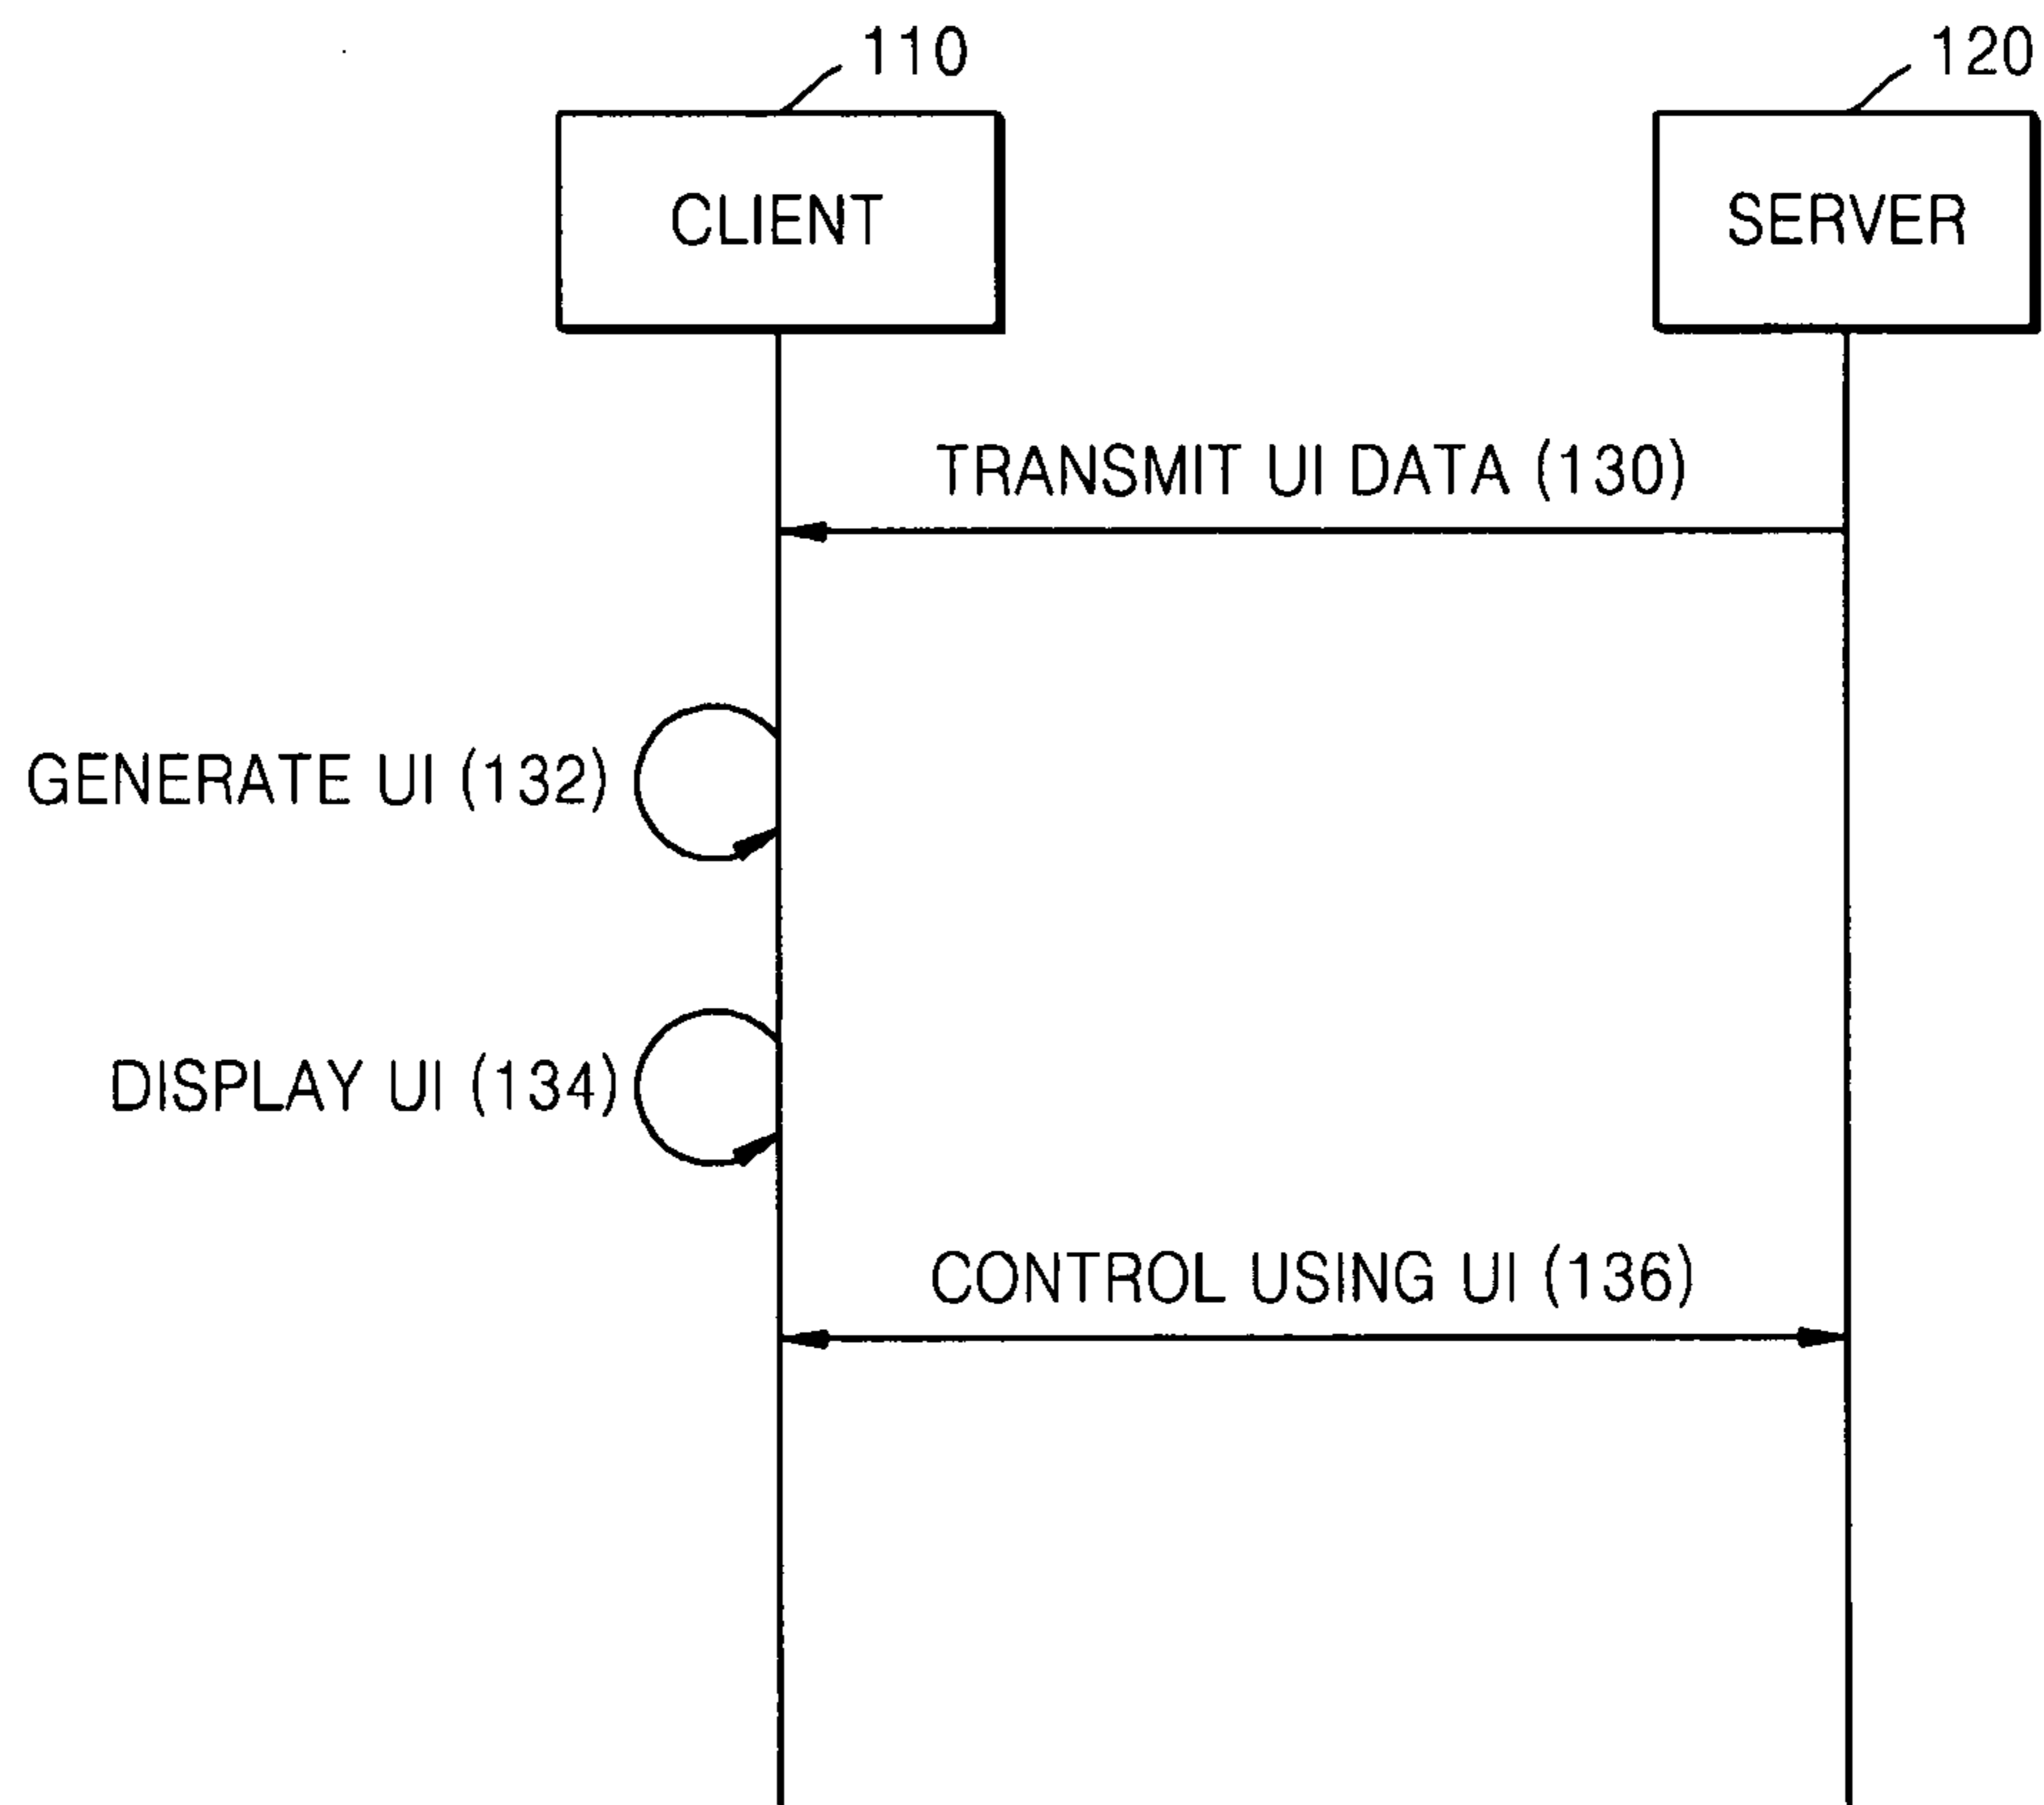 110
120
CLIENT
SERVER
TRANSMIT UI DATA (130)
GENERATE UI (132)
DISPLAY UI (134)
CONTROL USING UI (136)